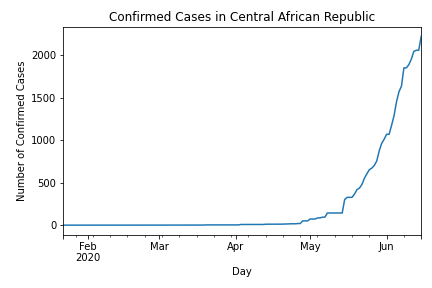 Confirmed Cases in Central African Republic
Number of Confirmed Cases
2000
1500
1000
500
0
Feb
2020
Mar
Apr
May
Jun
Day